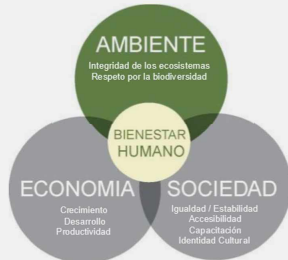 AMBIENTE
Integridad de los ecosistemas
Respeto por la biodiversidad
BIENESTAR
HUMANO
ECONOMIA
Crecimiento
Desarrollo
Productividad
SOCIEDAD
Igualdad / Estabilidad
Accesibilidad
Capacitación
Identidad Cultural